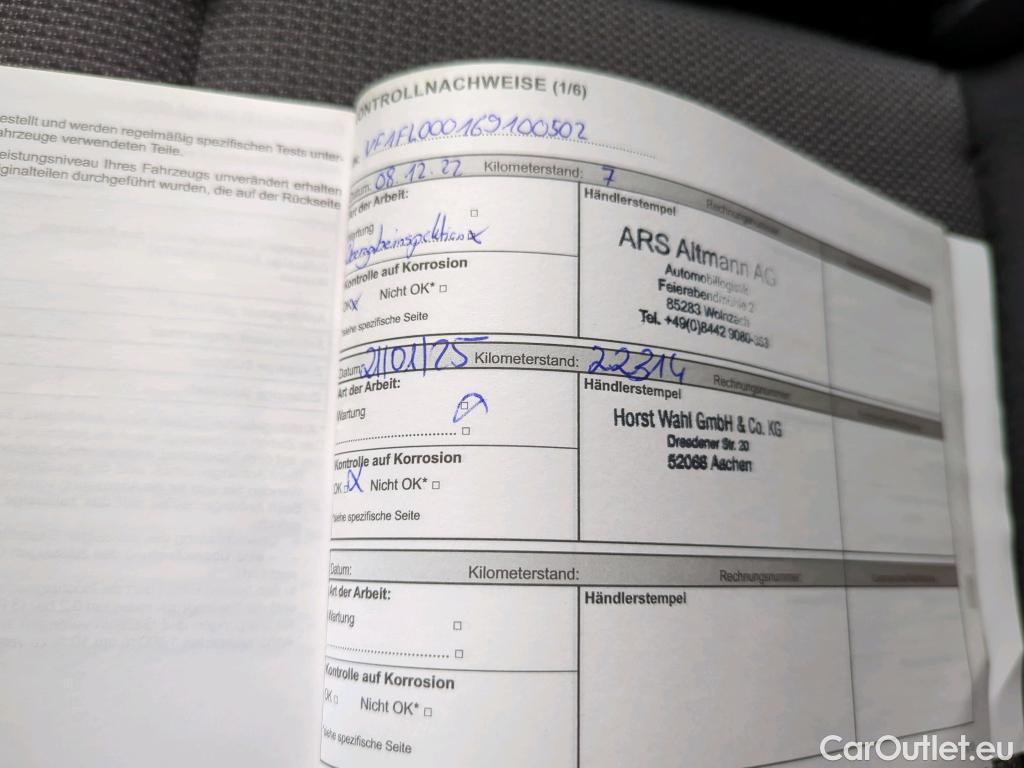 estellt und werden regelmäßig spezifischen Tests unter-
ahrzeuge verwendeten Teile.
eistungsniveau Ihres Fahrzeugs unverändert erhalten
iginalteilen durchgeführt wurden, die auf der Rückseite
ONTROLLNACHWEISE (1/6)
VF1FL000169100502
Datum: 08.12.22 Kilometerstand: 7 Rechnungsnummer
Art der Arbeit:
Händlerstempel
Wartung □
Übergabeinspektion x
ARS Altmann AG
Automobillogistik
Feierabendmühle 2
85283 Wolnzach
Tel. +49(0)8442 9080-353
Kontrolle auf Korrosion
OK x Nicht OK* □
*siehe spezifische Seite
Datum: 21/01/25 Kilometerstand: 22314 Rechnungsnummer
Art der Arbeit:
Händlerstempel
Wartung □
.................................. □
Horst Wahl GmbH & Co. KG
Dresdener Str. 20
52068 Aachen
Kontrolle auf Korrosion
OK □ X Nicht OK* □
*siehe spezifische Seite
Datum: Kilometerstand: Rechnungsnummer
Art der Arbeit:
Händlerstempel
Wartung □
.................................. □
Kontrolle auf Korrosion
OK □ Nicht OK* □
*siehe spezifische Seite
CarOutlet.eu